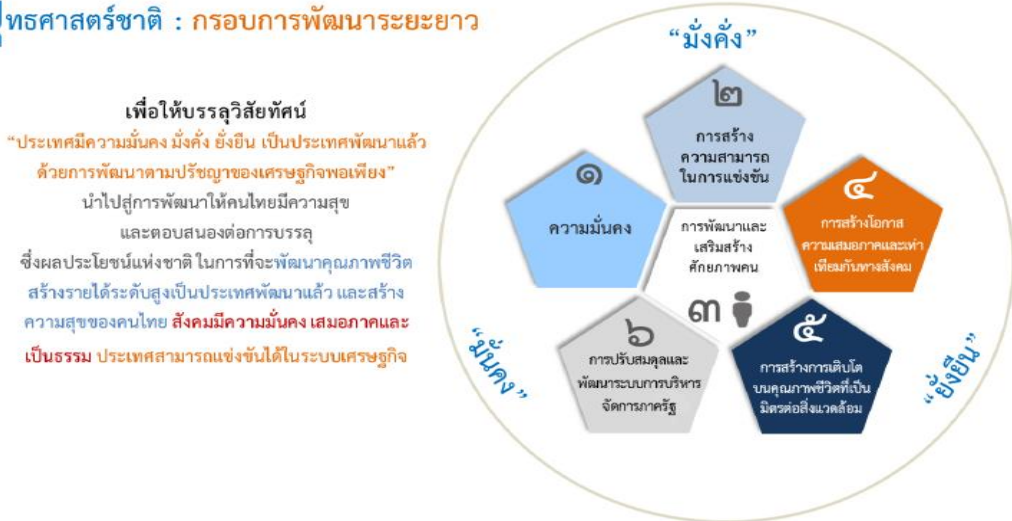 ยุทธศาสตร์ชาติ : กรอบการพัฒนาระยะยาว
เพื่อให้บรรลุวิสัยทัศน์
“ประเทศมีความมั่นคง มั่งคั่ง ยั่งยืน เป็นประเทศพัฒนาแล้ว
ด้วยการพัฒนาตามปรัชญาของเศรษฐกิจพอเพียง”
นำไปสู่การพัฒนาให้คนไทยมีความสุข
และตอบสนองต่อการบรรลุ
ซึ่งผลประโยชน์แห่งชาติ ในการที่จะพัฒนาคุณภาพชีวิต
สร้างรายได้ระดับสูงเป็นประเทศพัฒนาแล้ว และสร้าง
ความสุขของคนไทย สังคมมีความมั่นคง เสมอภาคและ
เป็นธรรม ประเทศสามารถแข่งขันได้ในระบบเศรษฐกิจ
“มั่งคั่ง”
๒
การสร้าง
ความสามารถ
ในการแข่งขัน
๑
ความมั่นคง
การพัฒนาและ
เสริมสร้าง
ศักยภาพคน
๓
๔
การสร้างโอกาส
ความเสมอภาคและเท่า
เทียมกันทางสังคม
๖
การปรับสมดุลและ
พัฒนาระบบการบริหาร
จัดการภาครัฐ
๕
การสร้างการเติบโต
บนคุณภาพชีวิตที่เป็น
มิตรต่อสิ่งแวดล้อม
“มั่นคง”
“ยั่งยืน”